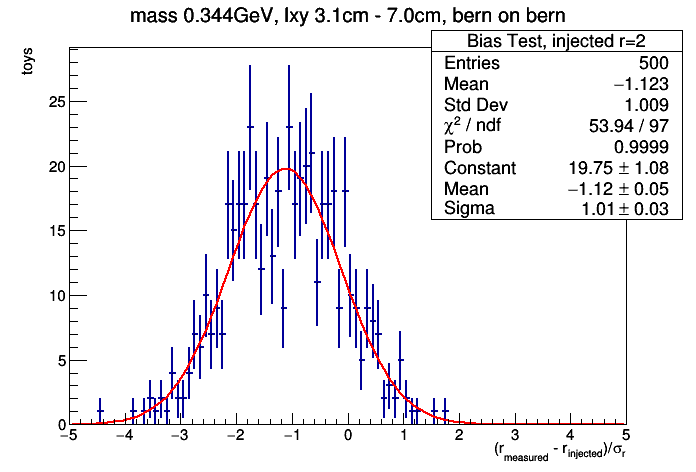 mass 0.344GeV, lxy 3.1cm - 7.0cm, bern on bern
toys
Bias Test, injected r=2
Entries 500
Mean −1.123
Std Dev 1.009
χ² / ndf 53.94 / 97
Prob 0.9999
Constant 19.75 ± 1.08
Mean −1.12 ± 0.05
Sigma 1.01 ± 0.03
25
20
15
10
5
0
−5 −4 −3 −2 −1 0 1 2 3 4 5
(r_measured - r_injected)/σ_r